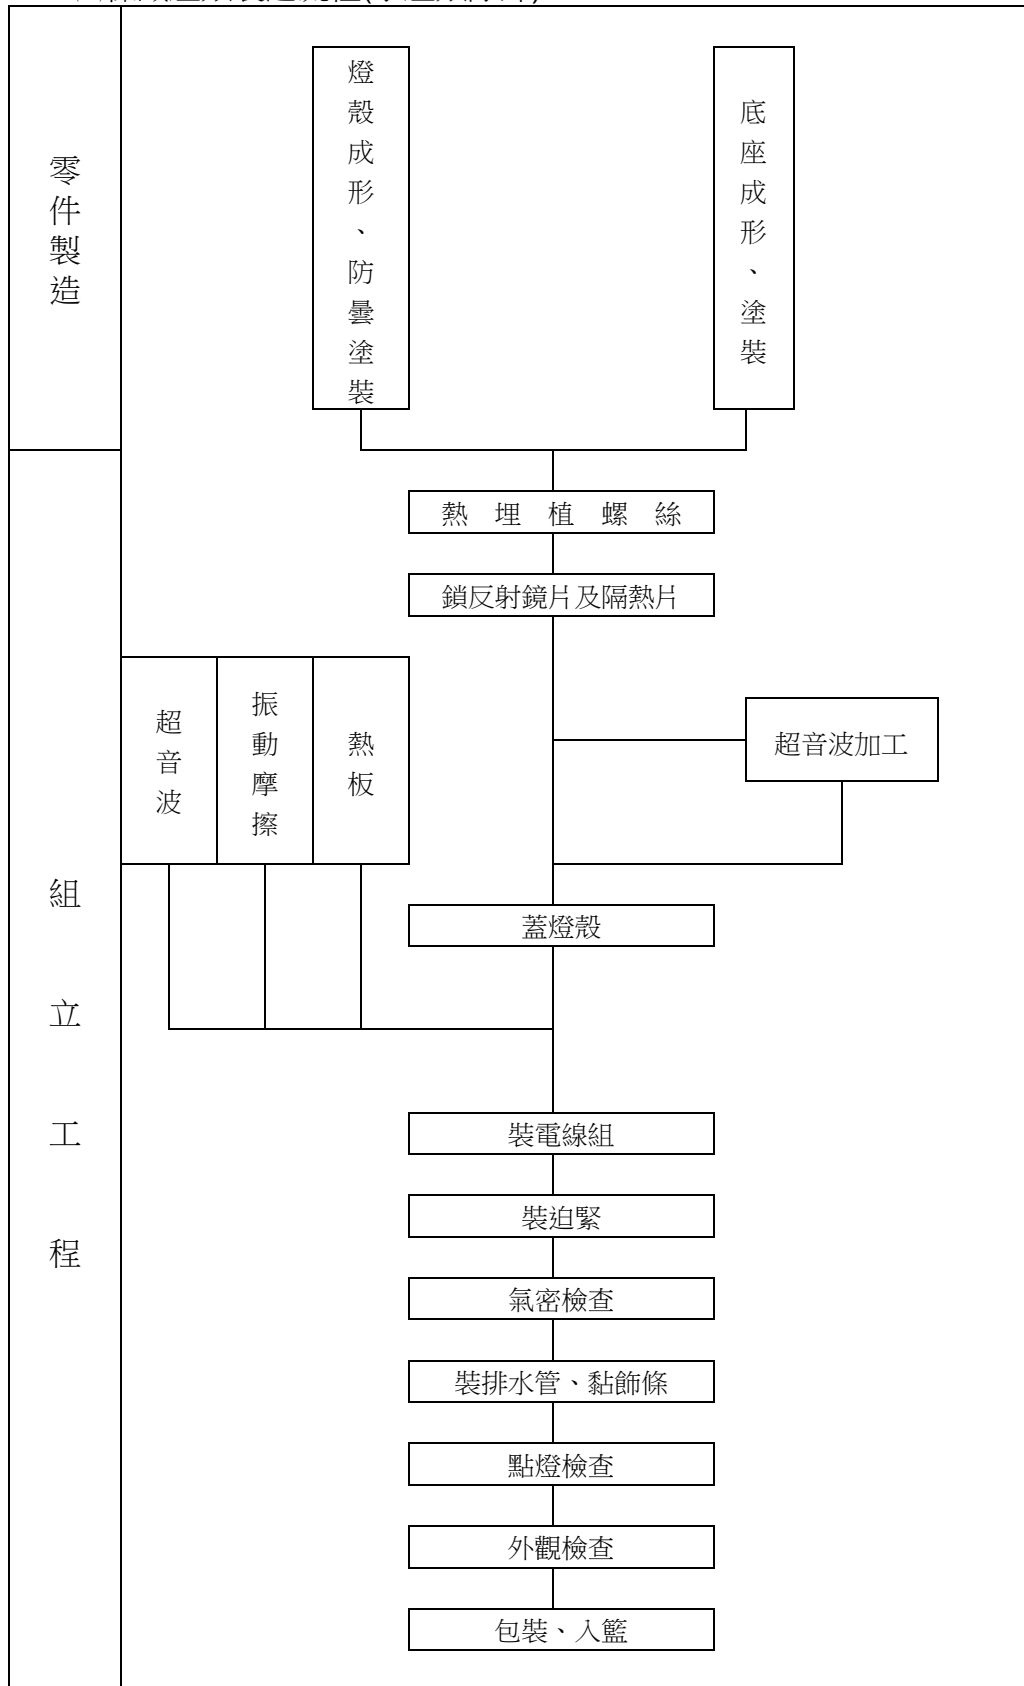 零件製造
燈殼成形、防曇塗裝
底座成形、塗裝
組立工程
熱埋植螺絲
鎖反射鏡片及隔熱片
超音波
振動摩擦
熱板
超音波加工
蓋燈殼
裝電線組
裝迫緊
氣密檢查
裝排水管、黏飾條
點燈檢查
外觀檢查
包裝、入籃